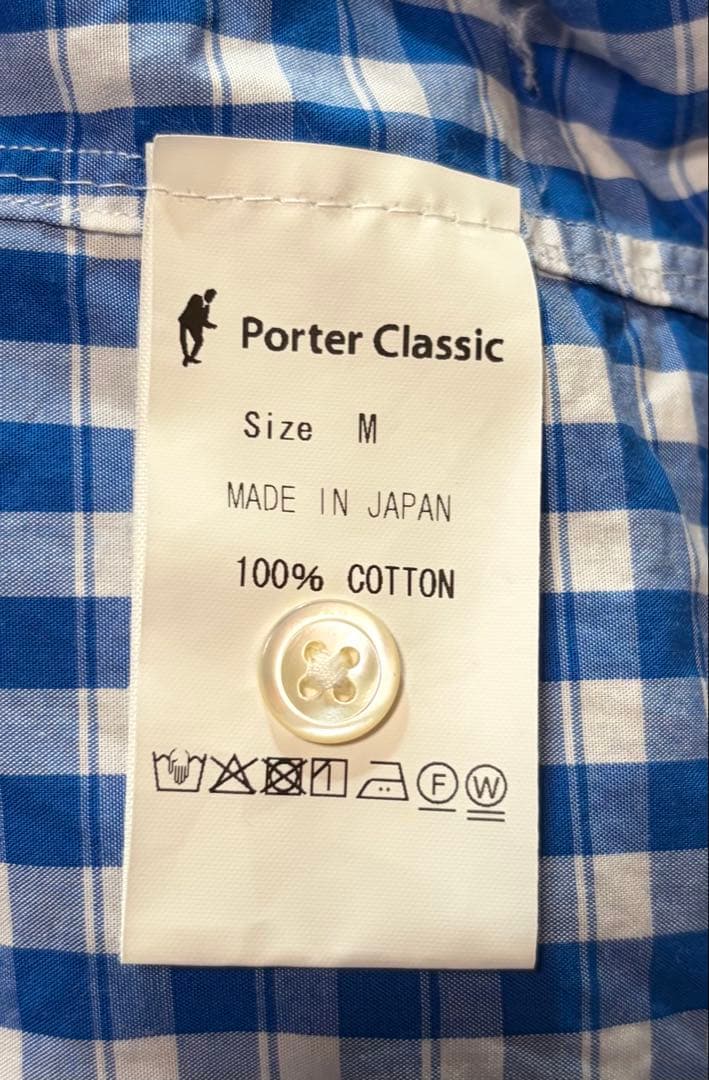 Porter Classic
Size M
MADE IN JAPAN
100% COTTON
F W